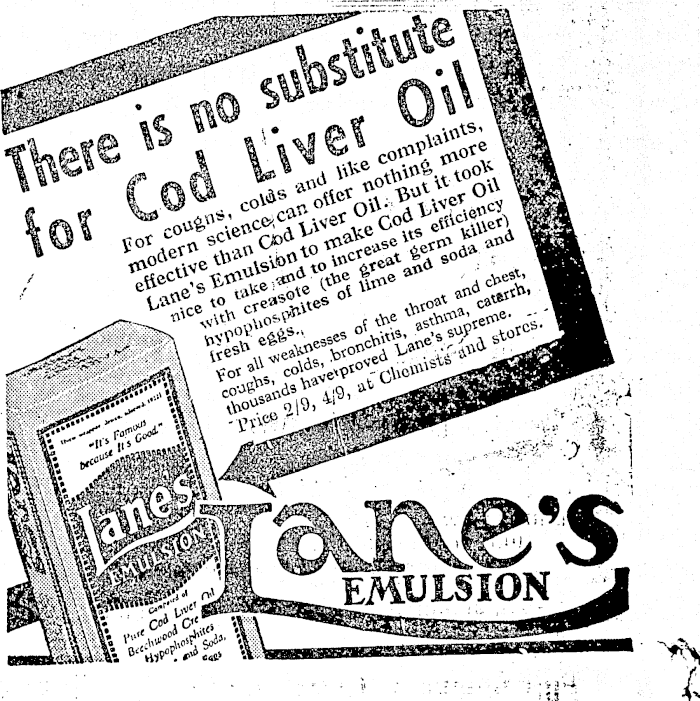 There is no substitute
for Cod Liver Oil
For coughs, colds and like complaints,
modern science can offer nothing more
effective than Cod Liver Oil. But it took
Lane's Emulsion to make Cod Liver Oil
nice to take and to increase its efficiency
with creasote (the great germ killer)
hypophosphites of lime and soda and
fresh eggs.
For all weaknesses of the throat and chest,
coughs, colds, bronchitis, asthma, catarrh,
thousands have proved Lane's supreme.
Price 2/9, 4/9, at Chemists and stores.
"It's Famous
because It's Good."
Lanes
EMULSION
Composed of
Pure Cod Liver Oil
Beechwood Cre
Hypophosphites
and Soda,
Eggs
Lane's
EMULSION